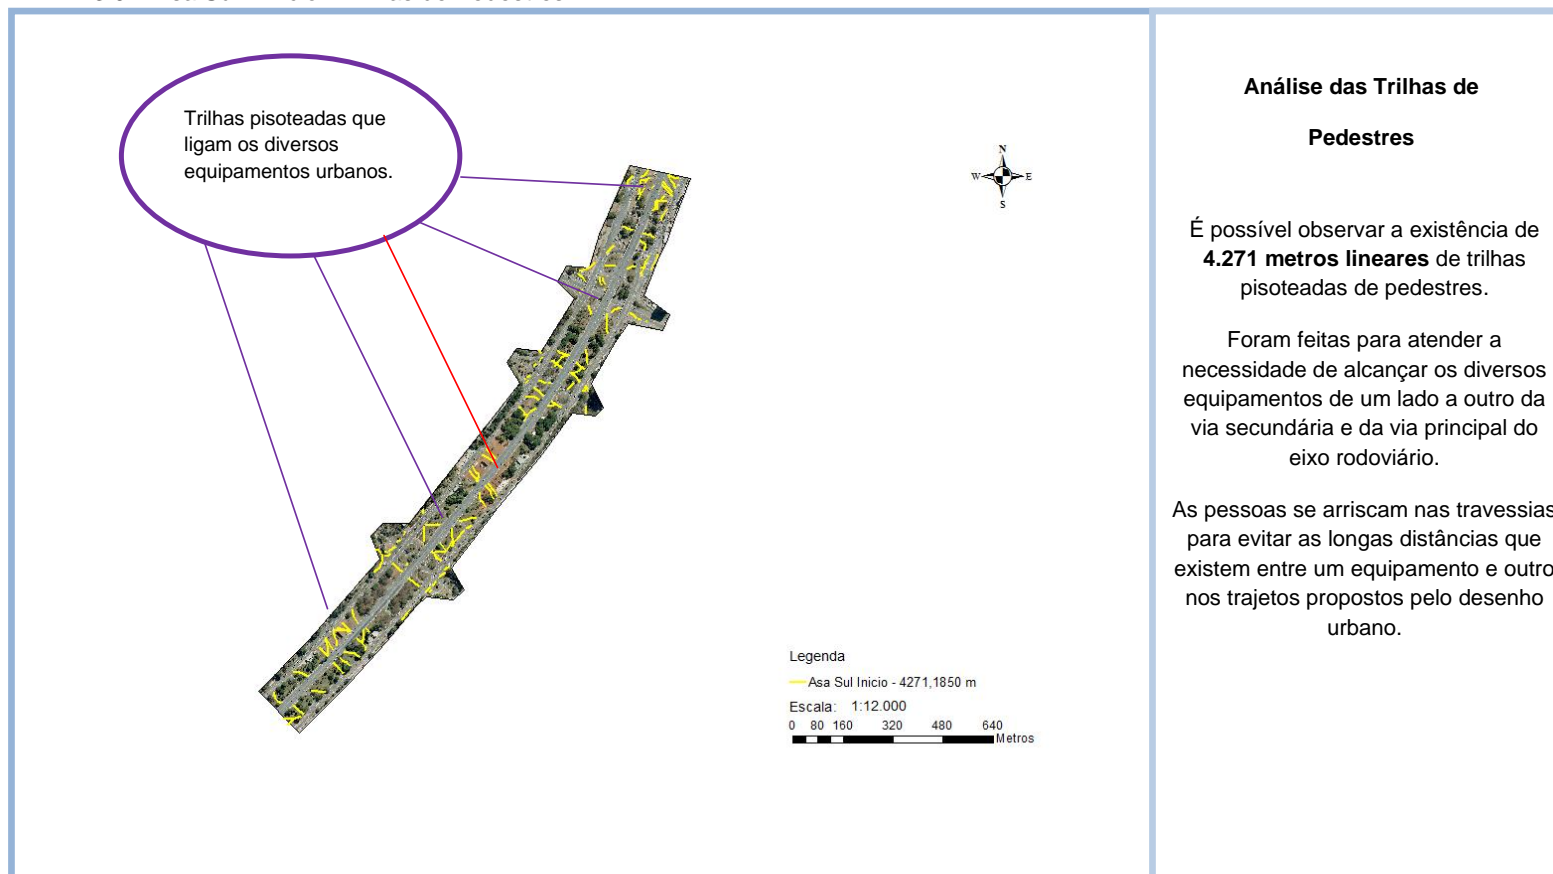 Trilhas pisoteadas que
ligam os diversos
equipamentos urbanos.
N
W E
S
Legenda
Asa Sul Inicio - 4271,1850 m
Escala: 1:12.000
0 80 160 320 480 640
Metros
Análise das Trilhas de
Pedestres
É possível observar a existência de
4.271 metros lineares de trilhas
pisoteadas de pedestres.
Foram feitas para atender a
necessidade de alcançar os diversos
equipamentos de um lado a outro da
via secundária e da via principal do
eixo rodoviário.
As pessoas se arriscam nas travessias
para evitar as longas distâncias que
existem entre um equipamento e outro
nos trajetos propostos pelo desenho
urbano.